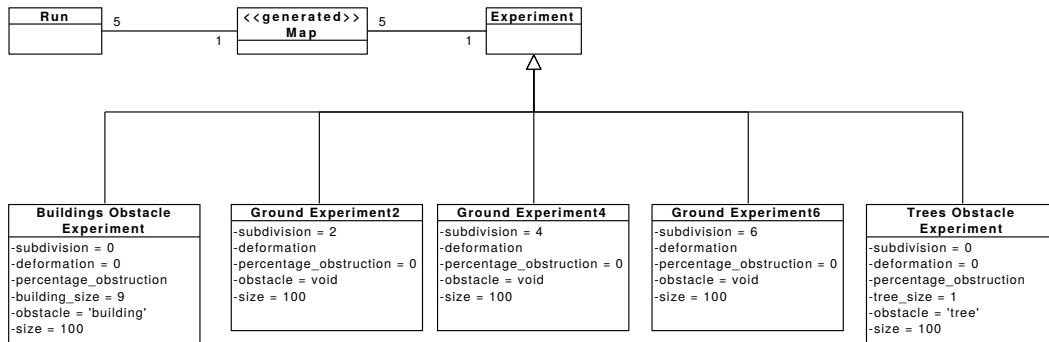 Run
5
1
<<generated>>
Map
5
1
Experiment
Buildings Obstacle
Experiment
-subdivision = 0
-deformation = 0
-percentage_obstruction
-building_size = 9
-obstacle = 'building'
-size = 100
Ground Experiment2
-subdivision = 2
-deformation
-percentage_obstruction = 0
-obstacle = void
-size = 100
Ground Experiment4
-subdivision = 4
-deformation
-percentage_obstruction = 0
-obstacle = void
-size = 100
Ground Experiment6
-subdivision = 6
-deformation
-percentage_obstruction = 0
-obstacle = void
-size = 100
Trees Obstacle
Experiment
-subdivision = 0
-deformation = 0
-percentage_obstruction
-tree_size = 1
-obstacle = 'tree'
-size = 100